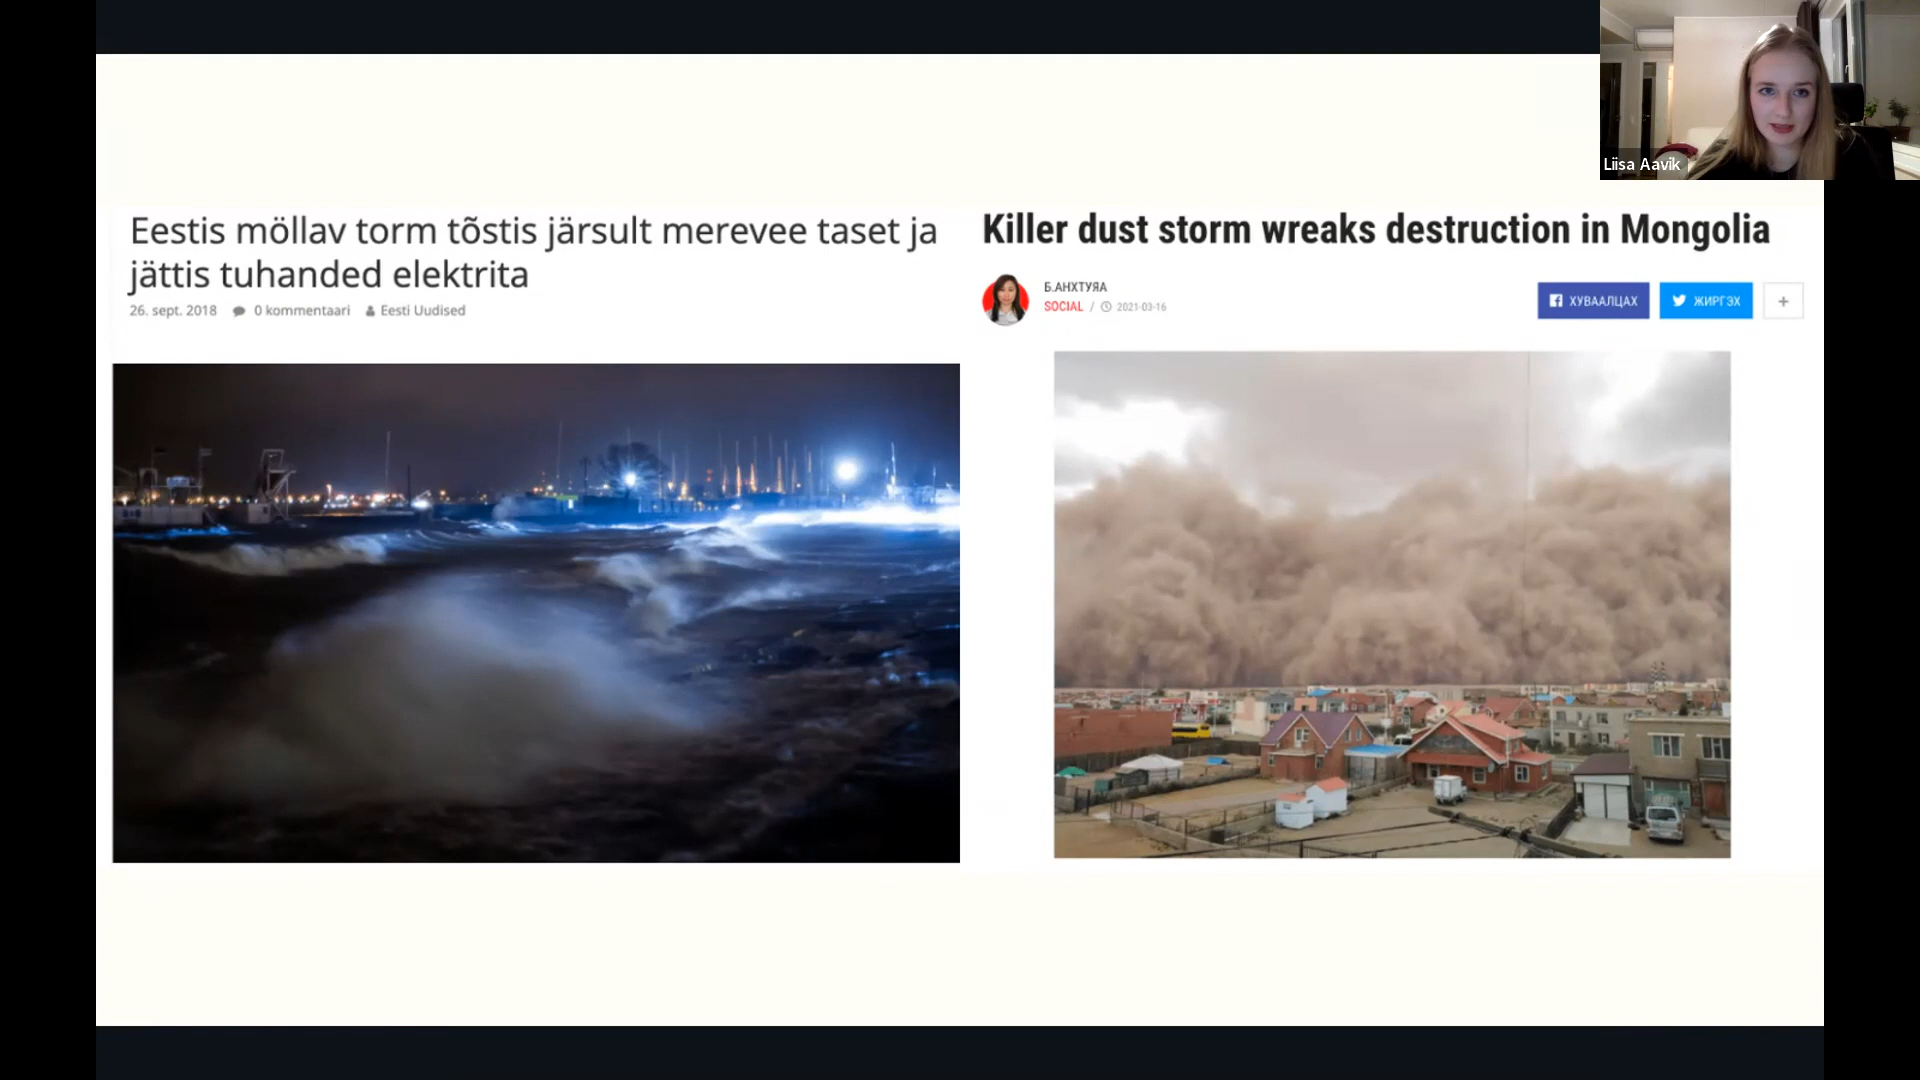 Liisa Aavik
Eestis möllav torm tõstis järsult merevee taset ja
jättis tuhanded elektrita
26. sept. 2018 0 kommentaari Eesti Uudised
Killer dust storm wreaks destruction in Mongolia
Б.АНХТУЯА
SOCIAL / 2021-03-16
ХУВААЛЦАХ
ЖИРГЭХ
+